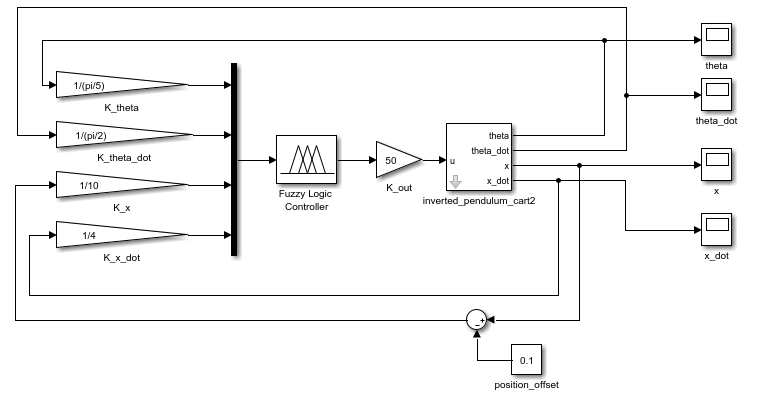 1/(pi/5)
K_theta
1/(pi/2)
K_theta_dot
1/10
K_x
1/4
K_x_dot
Fuzzy Logic
Controller
50
K_out
u
theta
theta_dot
x
x_dot
inverted_pendulum_cart2
theta
theta_dot
x
x_dot
0.1
position_offset